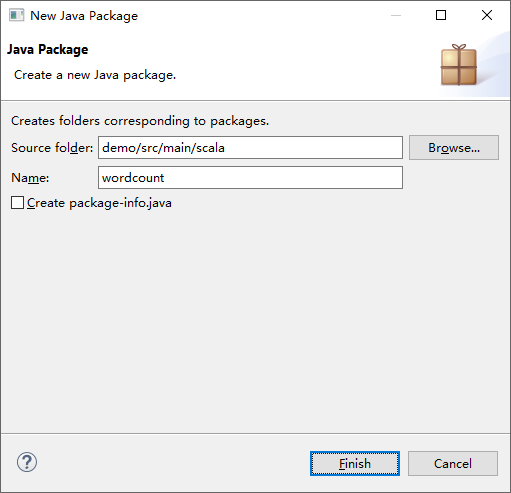 New Java Package
Java Package
Create a new Java package.
Creates folders corresponding to packages.
Source folder: demo/src/main/scala Browse...
Name: wordcount
Create package-info.java
? Finish Cancel